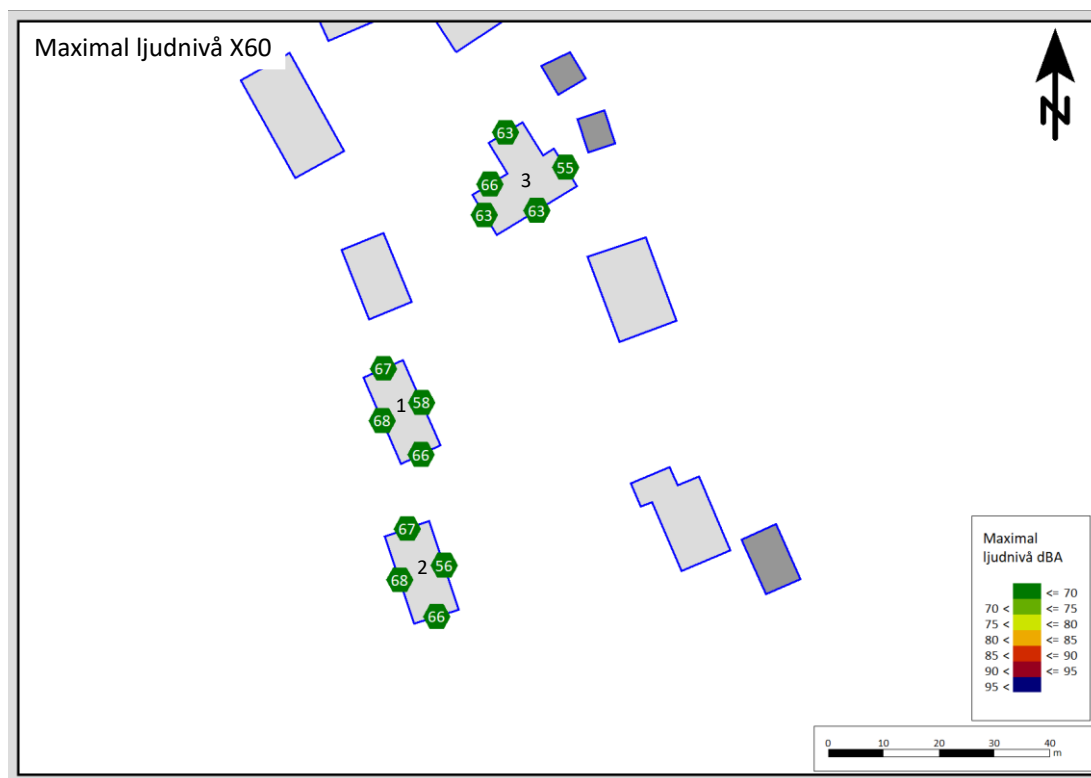 Maximal ljudnivå X60
N
63
55
66
3
63
63
67
1
58
68
66
67
2
56
68
66
Maximal
ljudnivå dBA
<= 70
70 < <= 75
75 < <= 80
80 < <= 85
85 < <= 90
90 < <= 95
95 <
0 10 20 30 40
m